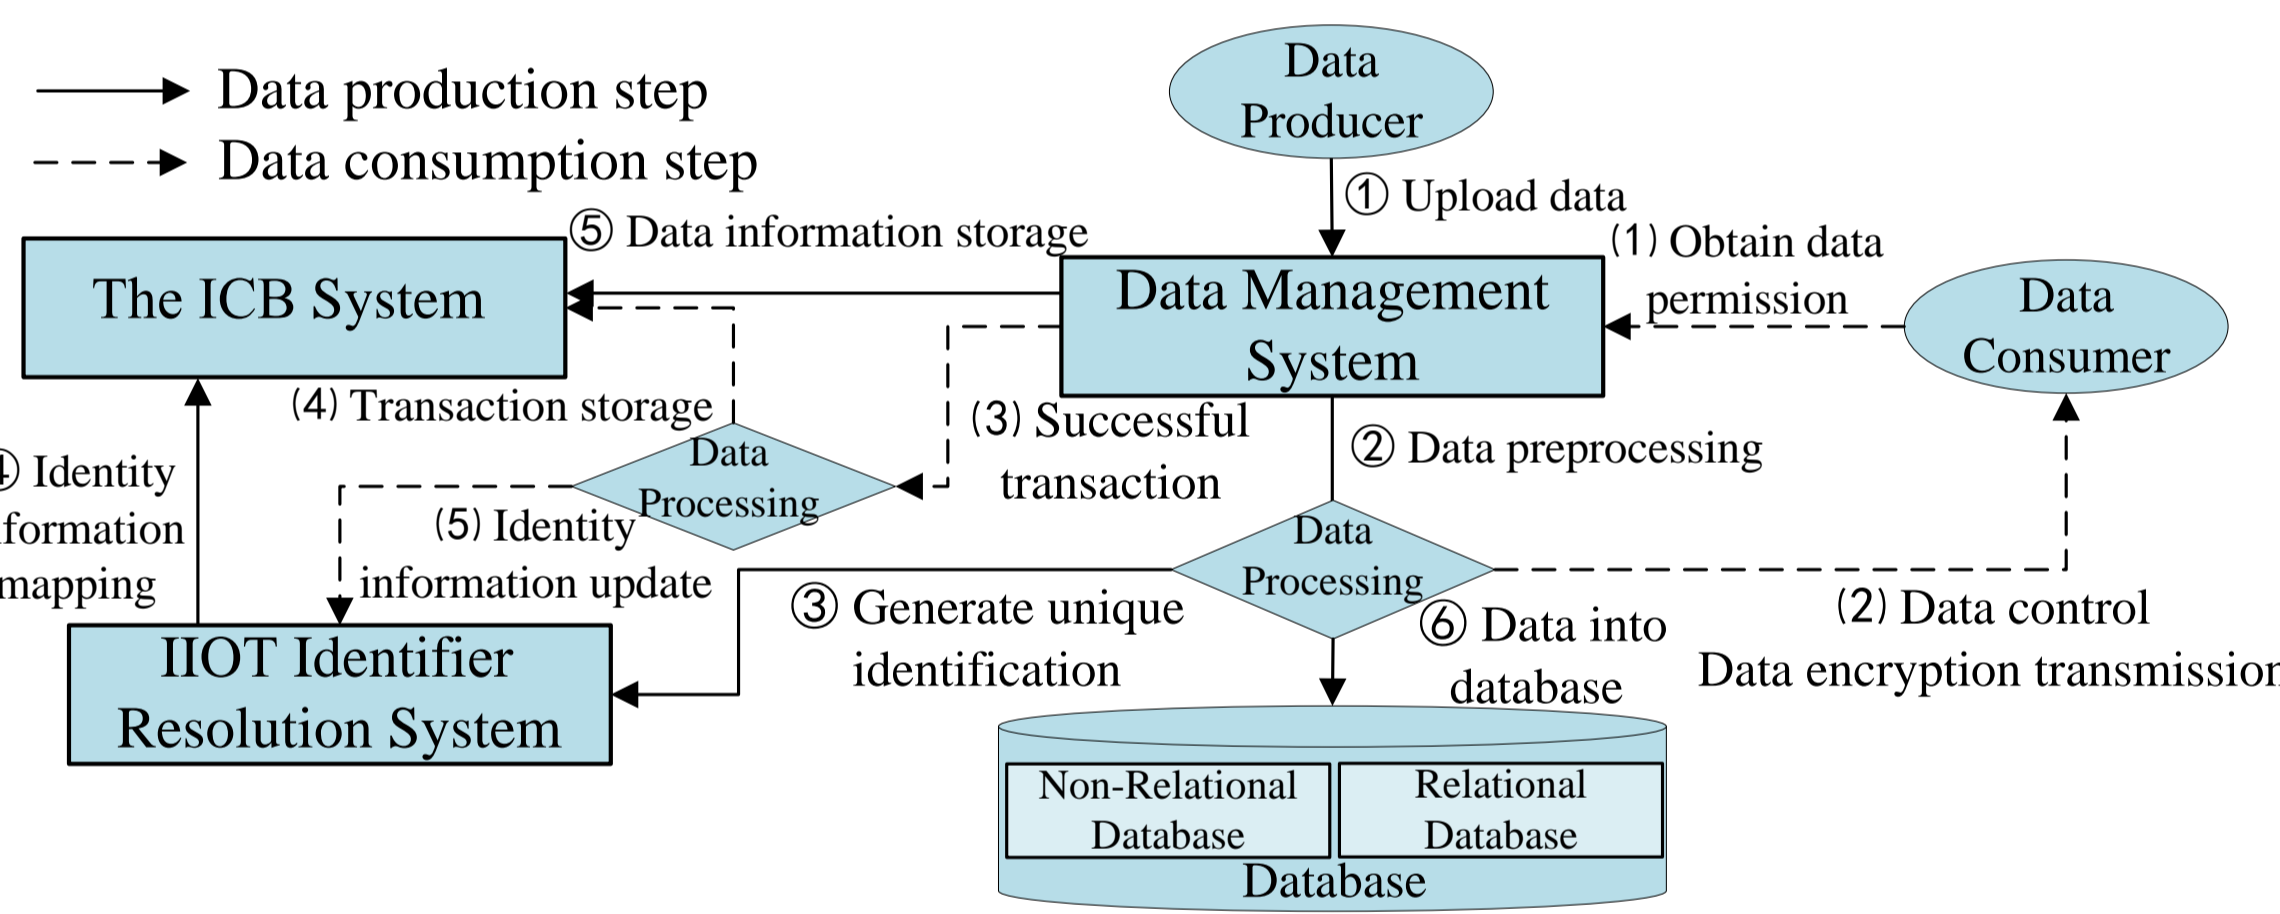 Data production step
Data consumption step
Data
Producer
① Upload data
⑤ Data information storage
(1) Obtain data
permission
The ICB System
Data Management
System
Data
Consumer
(4) Transaction storage
(3) Successful
transaction
② Data preprocessing
④ Identity
formation
mapping
Data
Processing
(5) Identity
information update
Data
Processing
③ Generate unique
identification
⑥ Data into
database
(2) Data control
Data encryption transmission
IIOT Identifier
Resolution System
Non-Relational
Database
Relational
Database
Database